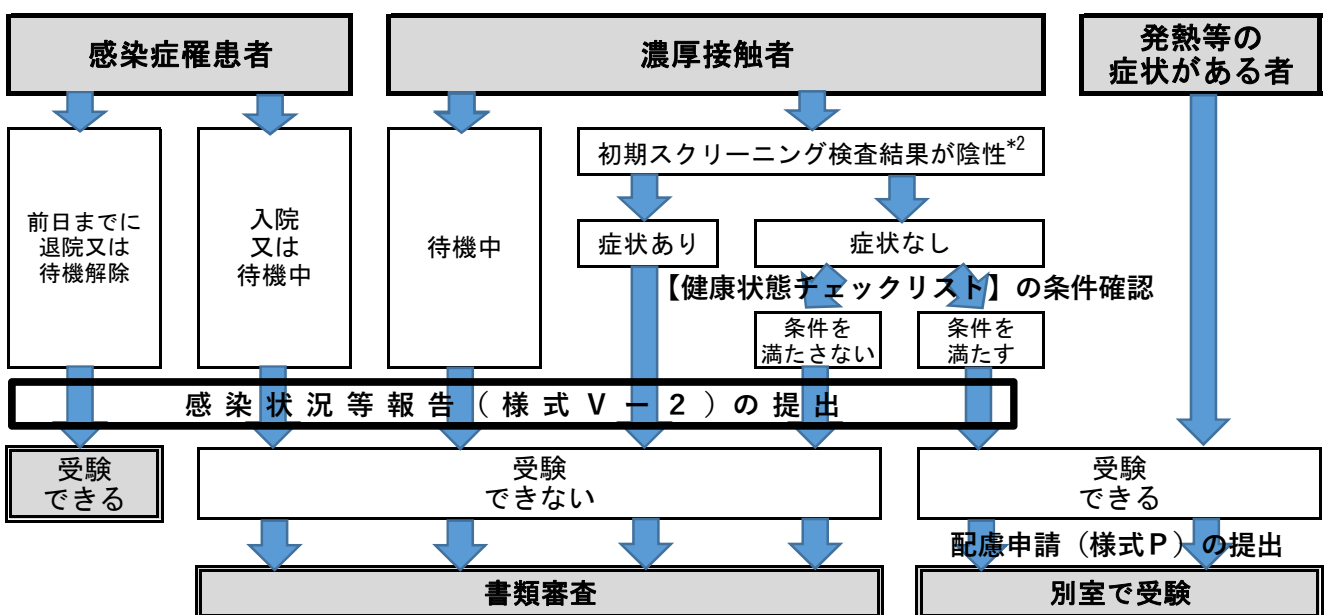 感染症罹患者
濃厚接触者
発熱等の
症状がある者
前日までに
退院又は
待機解除
入院
又は
待機中
待機中
初期スクリーニング検査結果が陰性*2
症状あり
症状なし
【健康状態チェックリスト】の条件確認
条件を
満たさない
条件を
満たす
感染状況等報告(様式V-2)の提出
受験
できる
受験
できない
受験
できる
配慮申請(様式P)の提出
書類審査
別室で受験